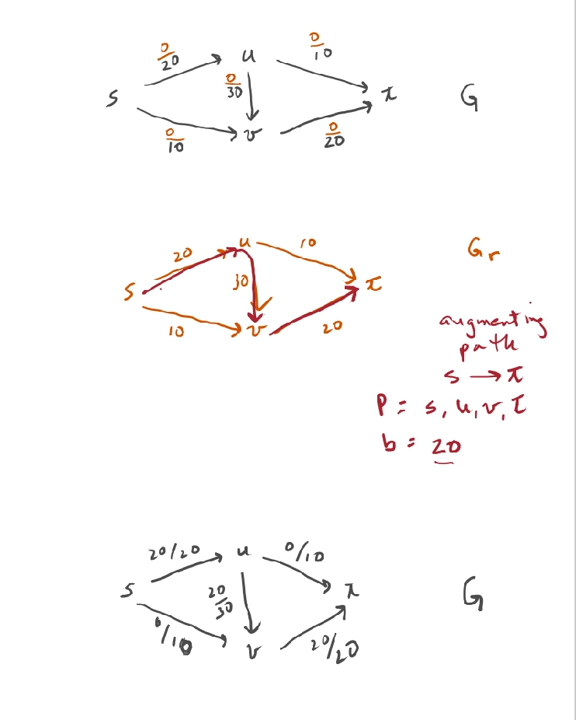 0/20 u 0/10
s 0/30 t G
0/10 v 0/20
20 u 10 Gr
s 30 t
10 v 20
augmenting
path
s → t
P = s, u, v, t
b = 20
20/20 u 0/10
s 20/30 t G
0/10 v 20/20